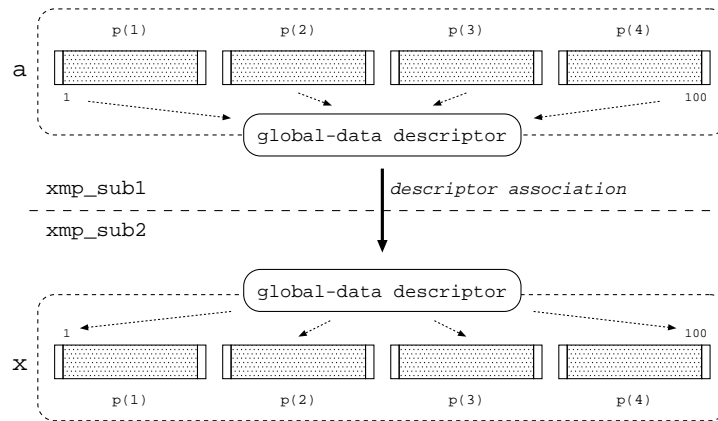 p(1) p(2) p(3) p(4)
a
1 100
global-data descriptor
xmp_sub1 descriptor association
xmp_sub2
global-data descriptor
1 100
x
p(1) p(2) p(3) p(4)